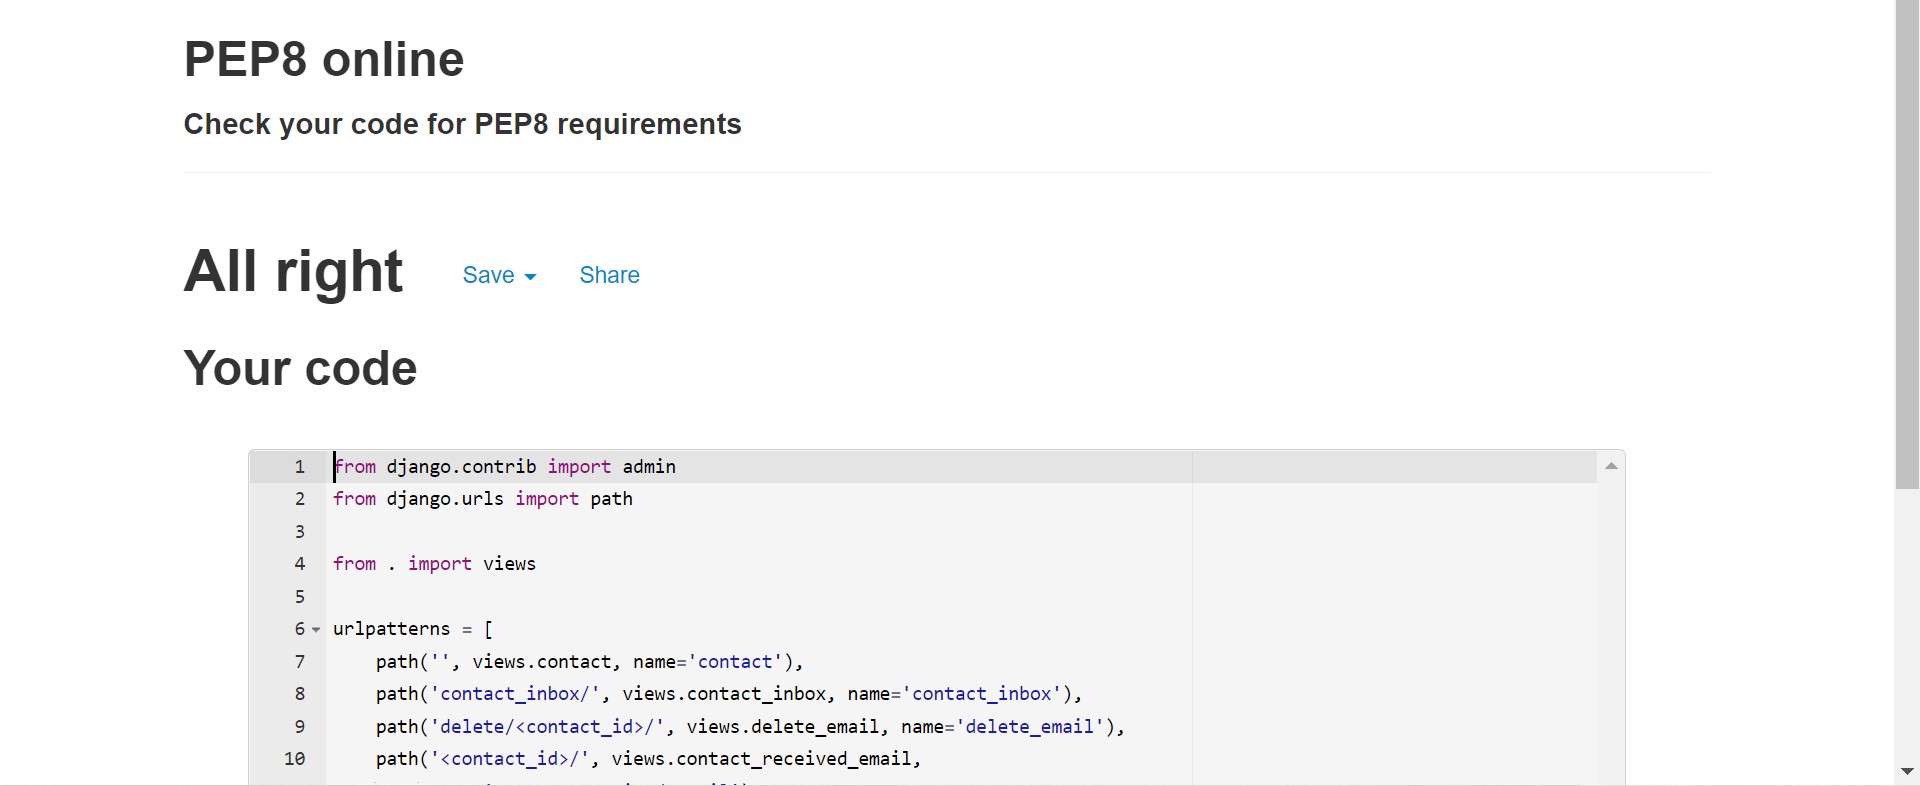 PEP8 online
Check your code for PEP8 requirements
All right Save Share
Your code
1 from django.contrib import admin
2 from django.urls import path
3
4 from . import views
5
6 urlpatterns = [
7 path('', views.contact, name='contact'),
8 path('contact_inbox/', views.contact_inbox, name='contact_inbox'),
9 path('delete/<contact_id>/', views.delete_email, name='delete_email'),
10 path('<contact_id>/', views.contact_received_email,